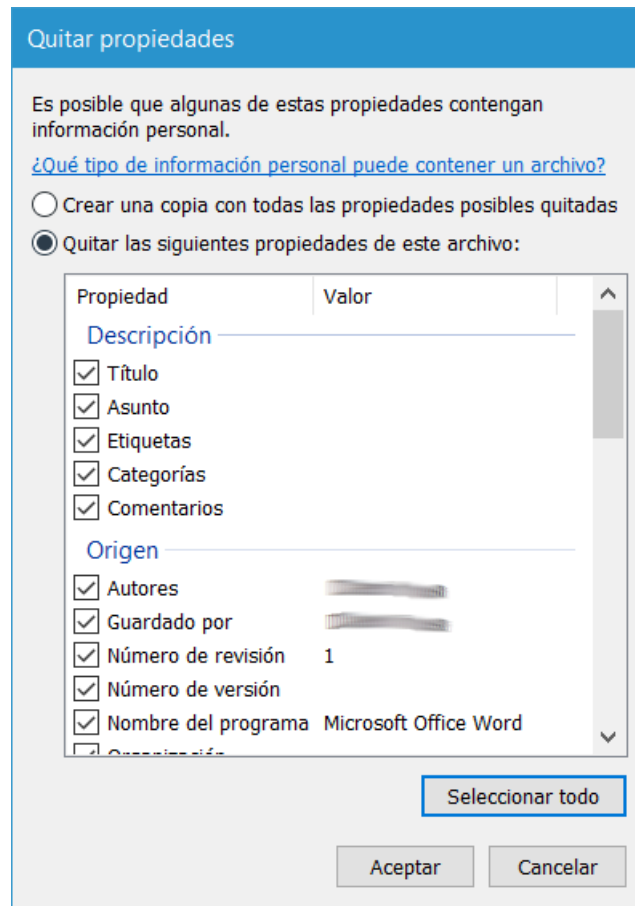 Quitar propiedades
Es posible que algunas de estas propiedades contengan
información personal.
¿Qué tipo de información personal puede contener un archivo?
Crear una copia con todas las propiedades posibles quitadas
Quitar las siguientes propiedades de este archivo:
Propiedad Valor
Descripción
Título
Asunto
Etiquetas
Categorías
Comentarios
Origen
Autores
Guardado por
Número de revisión 1
Número de versión
Nombre del programa Microsoft Office Word
Seleccionar todo
Aceptar Cancelar